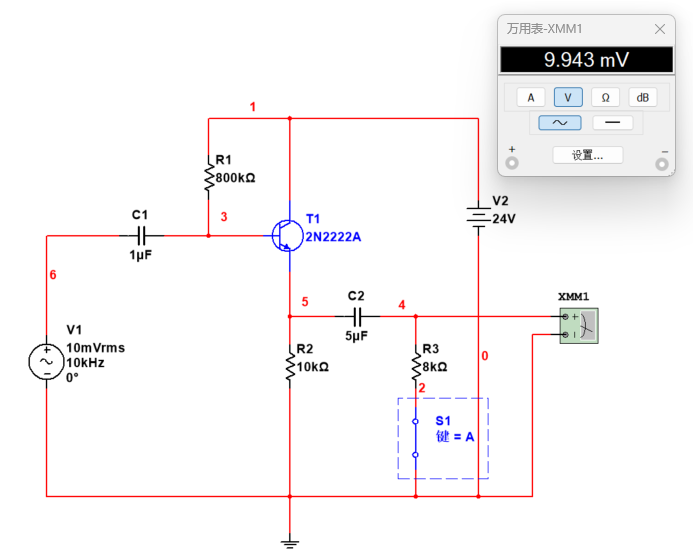 万用表-XMM1
9.943 mV
A
V
Ω
dB
+
设置...
−
1
R1
800kΩ
C1
1μF
3
T1
2N2222A
V2
24V
6
5
C2
5μF
4
XMM1
V1
10mVrms
10kHz
0°
R2
10kΩ
R3
8kΩ
0
2
S1
键 = A